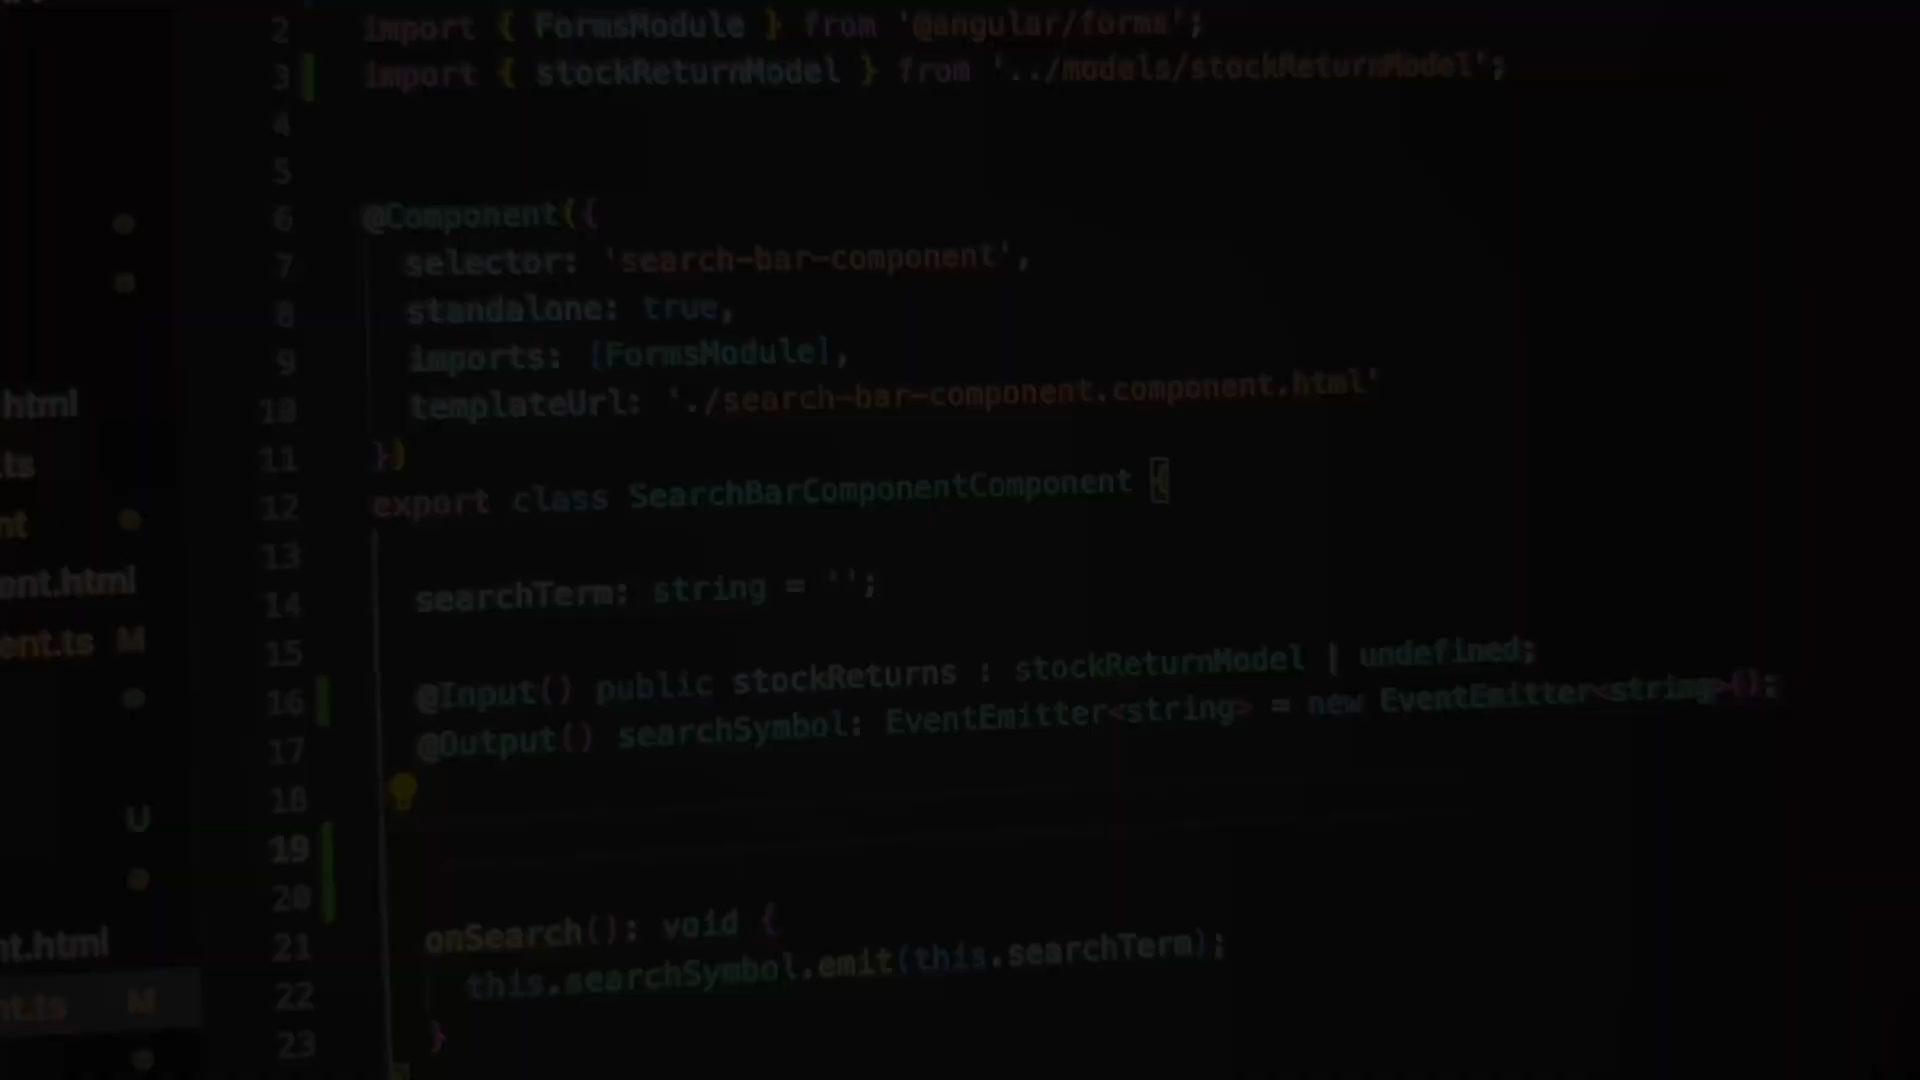 2 import { FormsModule } from '@angular/forms';
3 import { stockReturnModel } from '../models/stockReturnModel';
4
5
6 @Component({
7 selector: 'search-bar-component',
8 standalone: true,
9 imports: [FormsModule],
10 templateUrl: './search-bar-component.component.html'
11 })
12 export class SearchBarComponentComponent {
13
14 searchTerm: string = '';
15
16 @Input() public stockReturns : stockReturnModel | undefined;
17 @Output() searchSymbol: EventEmitter<string> = new EventEmitter<string>();
18
19
20
21 onSearch(): void {
22 this.searchSymbol.emit(this.searchTerm);
23 }
.html
.ts
nt
ent.html
ent.ts M
U
nt.html
nt.ts M